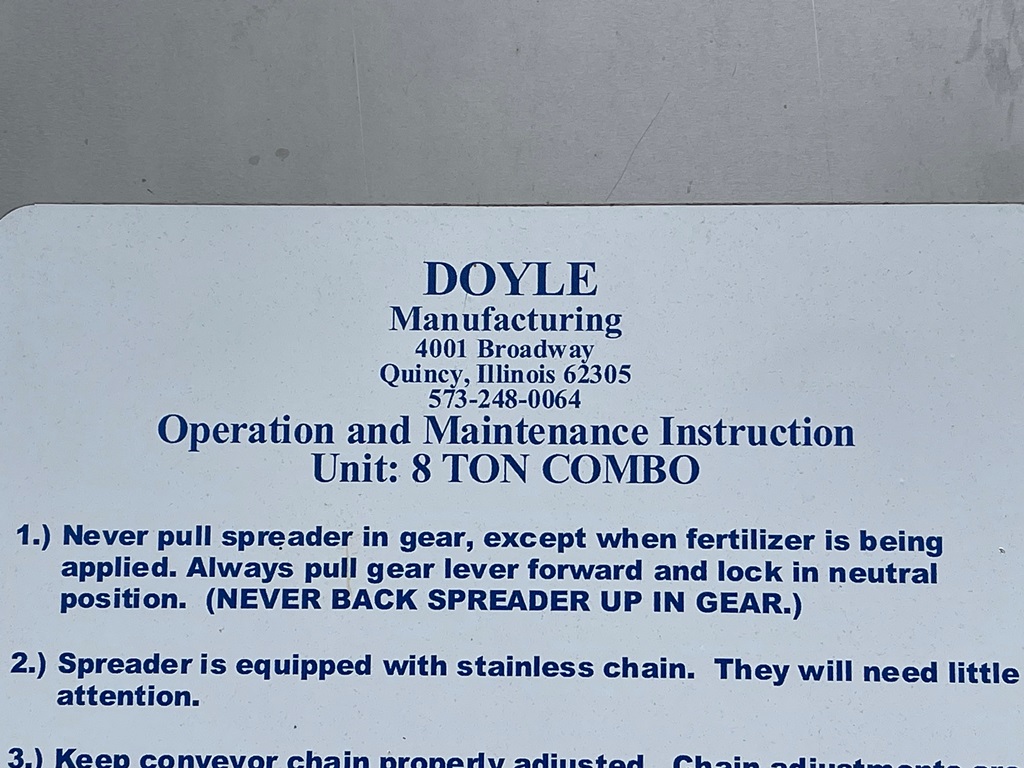 DOYLE
Manufacturing
4001 Broadway
Quincy, Illinois 62305
573-248-0064
Operation and Maintenance Instruction
Unit: 8 TON COMBO
1.) Never pull spreader in gear, except when fertilizer is being
applied. Always pull gear lever forward and lock in neutral
position. (NEVER BACK SPREADER UP IN GEAR.)
2.) Spreader is equipped with stainless chain. They will need little
attention.
3.) Keep conveyor chain properly adjusted. Chain adjustments are